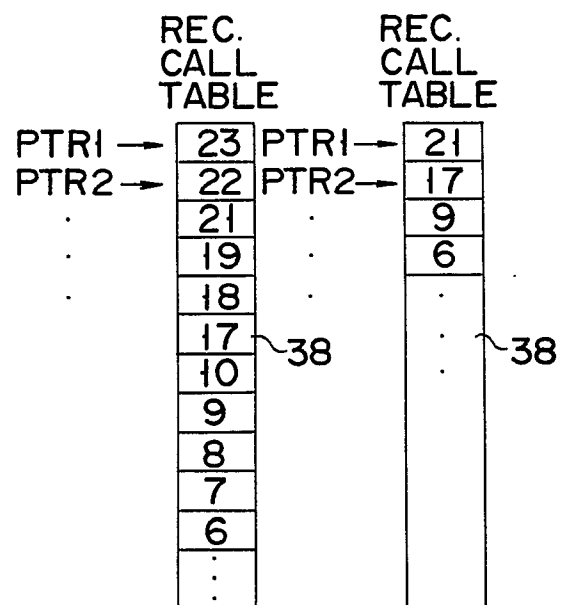 REC. CALL TABLE
PTR1 → 23
PTR2 → 22
21
19
18
17
10
9
8
7
6
38
REC. CALL TABLE
PTR1 → 21
PTR2 → 17
9
6
38